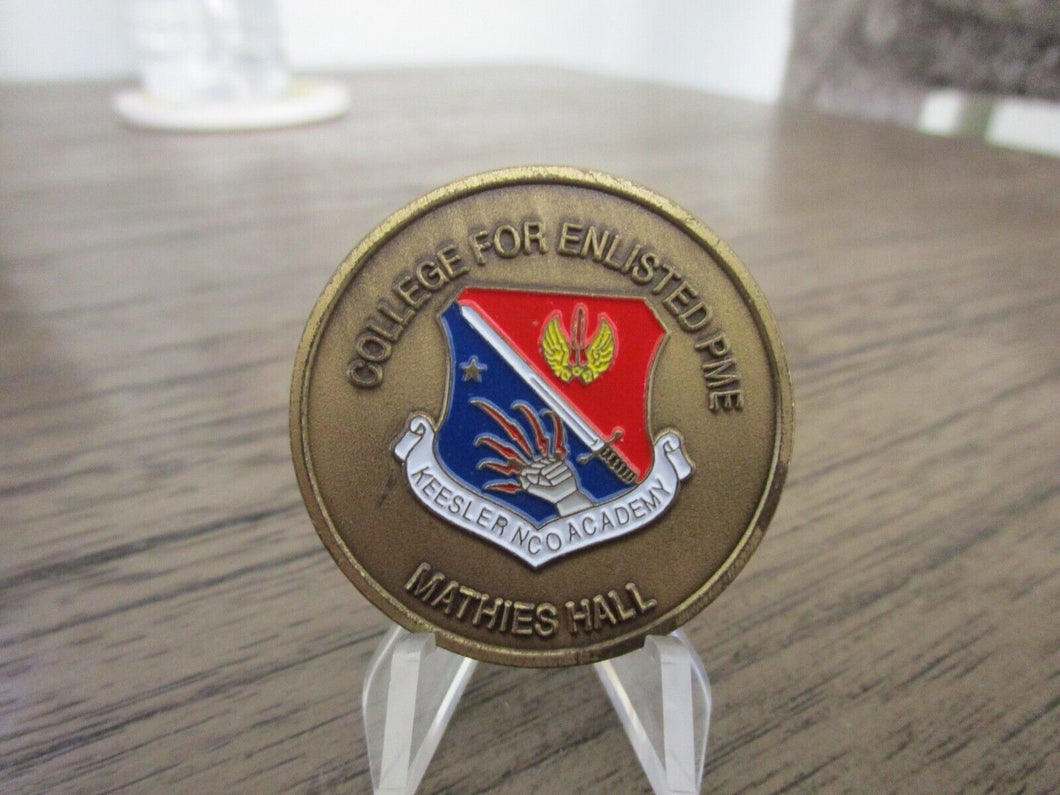 COLLEGE FOR ENLISTED PME
KEESLER NCO ACADEMY
MATHIES HALL